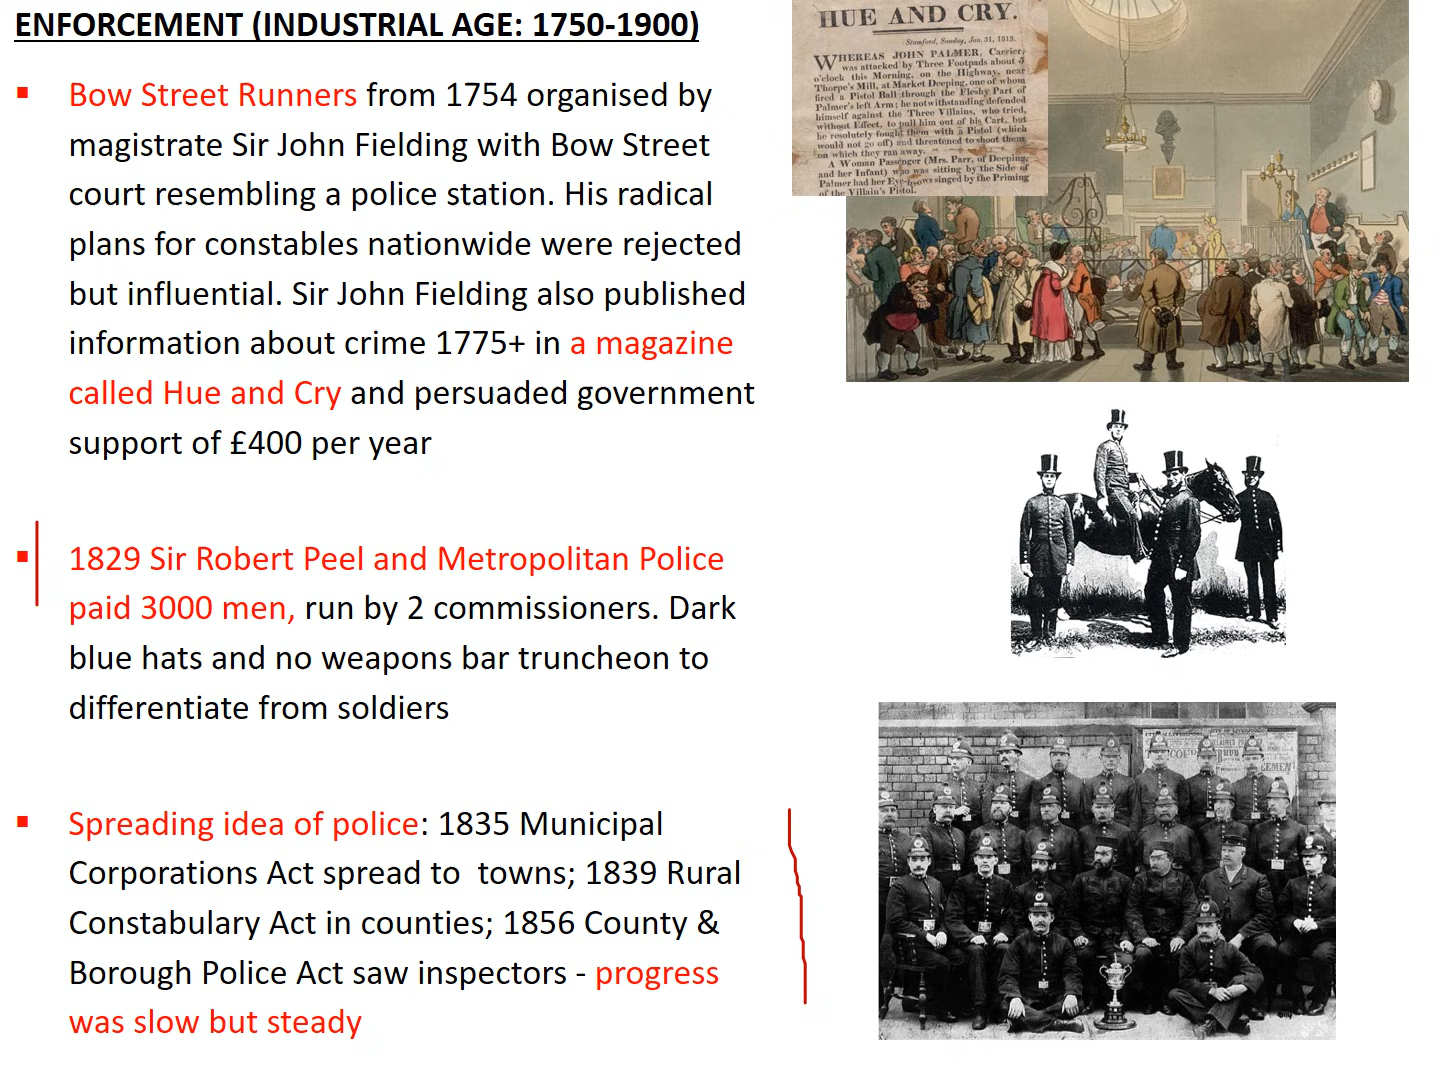 ENFORCEMENT (INDUSTRIAL AGE: 1750-1900)
Bow Street Runners from 1754 organised by
magistrate Sir John Fielding with Bow Street
court resembling a police station. His radical
plans for constables nationwide were rejected
but influential. Sir John Fielding also published
information about crime 1775+ in a magazine
called Hue and Cry and persuaded government
support of £400 per year
1829 Sir Robert Peel and Metropolitan Police
paid 3000 men, run by 2 commissioners. Dark
blue hats and no weapons bar truncheon to
differentiate from soldiers
Spreading idea of police: 1835 Municipal
Corporations Act spread to towns; 1839 Rural
Constabulary Act in counties; 1856 County &
Borough Police Act saw inspectors - progress
was slow but steady
HUE AND CRY.
Stamford, Sunday, Jan. 31, 1813.
WHEREAS JOHN PALMER, Carrier,
was attacked by Three Footpads about 5
o'clock this Morning, on the Highway, near
Thorpe's Mill, at Market Deeping, one of whom
fired a Pistol Ball through the Fleshy Part of
Palmer's left Arm; he notwithstanding defended
himself against the Three Villains, who tried,
without Effect, to pull him out of his Cart, but
he resolutely fought them with a Pistol (which
would not go off) and threatened to shoot them
on which they ran away.
A Woman Passenger (Mrs. Parr, of Deeping,
and her Infant) who was sitting by the Side of
Palmer had her Eye-brows singed by the Priming
of the Villain's Pistol.